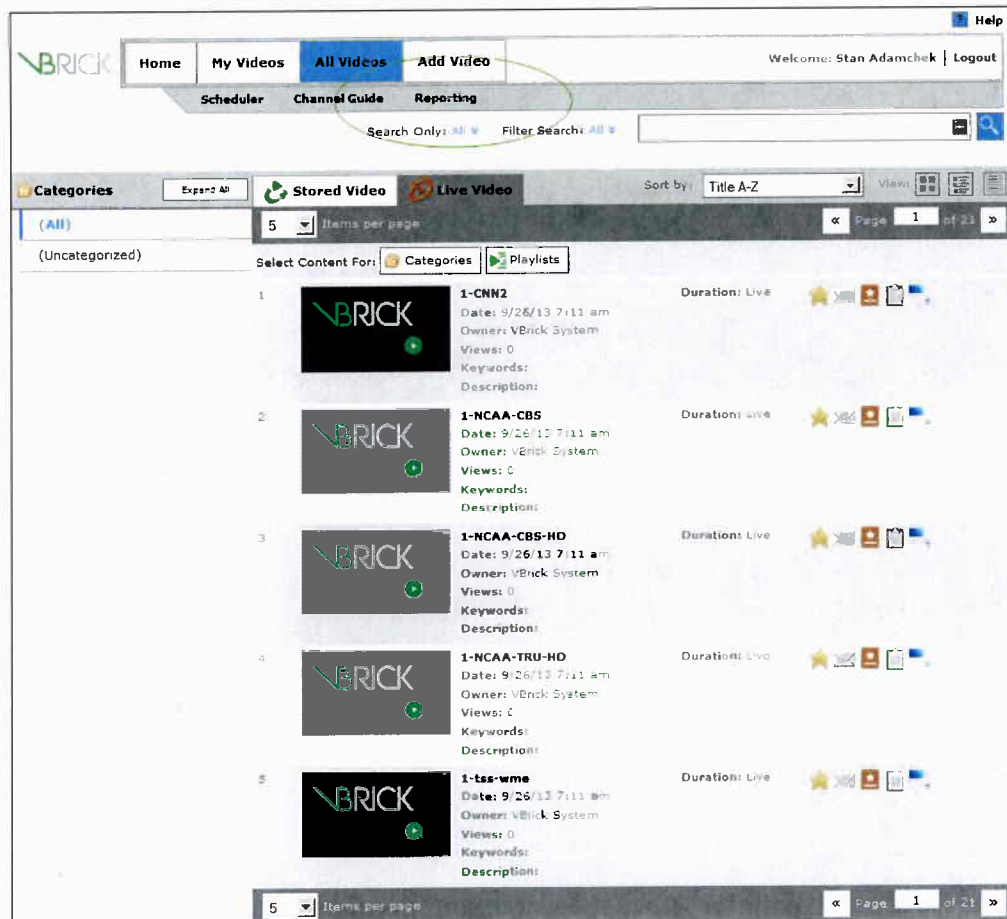 Help
VBRICK
Home My Videos All Videos Add Video
Welcome: Stan Adamchek | Logout
Scheduler Channel Guide Reporting
Search Only: All Filter Search: All
Categories Expand All
Stored Video Live Video Sort by: Title A-Z View:
(All)
5 Items per page « Page 1 of 21 »
(Uncategorized)
Select Content For: Categories Playlists
1 VBRICK 1-CNN2 Duration: Live
Date: 9/26/13 7:11 am
Owner: VBrick System
Views: 0
Keywords:
Description:
2 VBRICK 1-NCAA-CBS Duration: Live
Date: 9/26/13 7:11 am
Owner: VBrick System
Views: 0
Keywords:
Description:
3 VBRICK 1-NCAA-CBS-HD Duration: Live
Date: 9/26/13 7:11 am
Owner: VBrick System
Views: 0
Keywords:
Description:
4 VBRICK 1-NCAA-TRU-HD Duration: Live
Date: 9/26/13 7:11 am
Owner: VBrick System
Views: 0
Keywords:
Description:
5 VBRICK 1-tss-wme Duration: Live
Date: 9/26/13 7:11 am
Owner: VBrick System
Views: 0
Keywords:
Description:
5 Items per page « Page 1 of 21 »